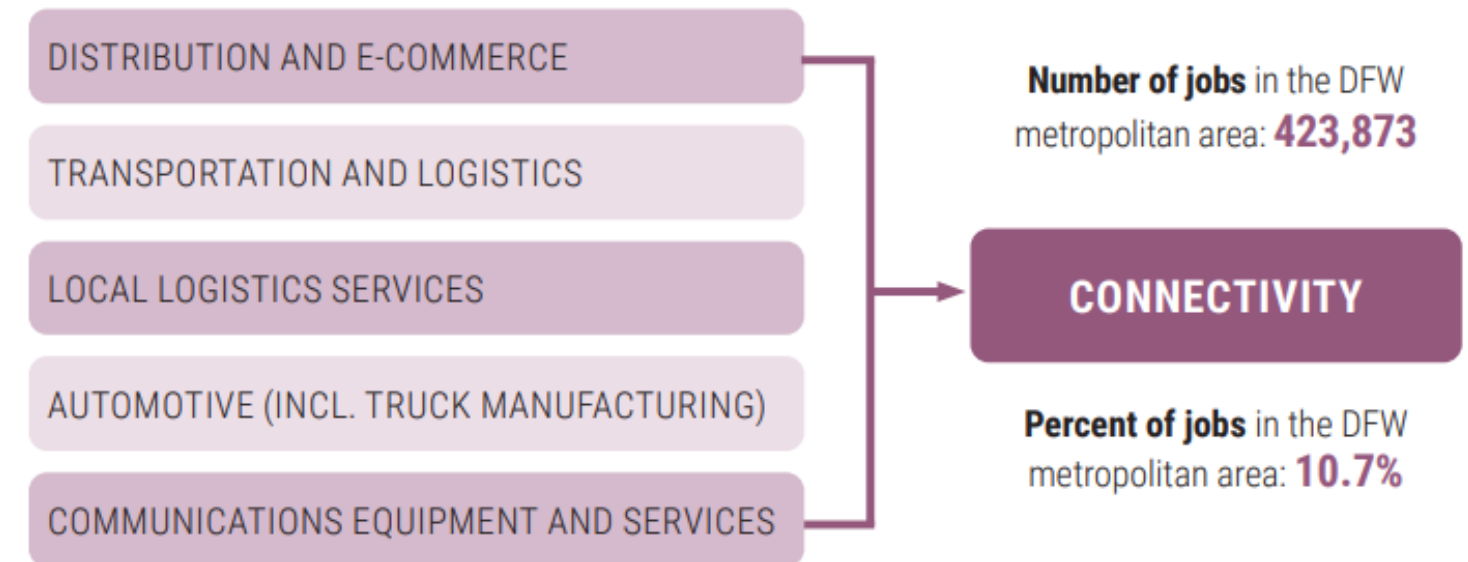 DISTRIBUTION AND E-COMMERCE
TRANSPORTATION AND LOGISTICS
LOCAL LOGISTICS SERVICES
AUTOMOTIVE (INCL. TRUCK MANUFACTURING)
COMMUNICATIONS EQUIPMENT AND SERVICES
Number of jobs in the DFW
metropolitan area: 423,873
CONNECTIVITY
Percent of jobs in the DFW
metropolitan area: 10.7%